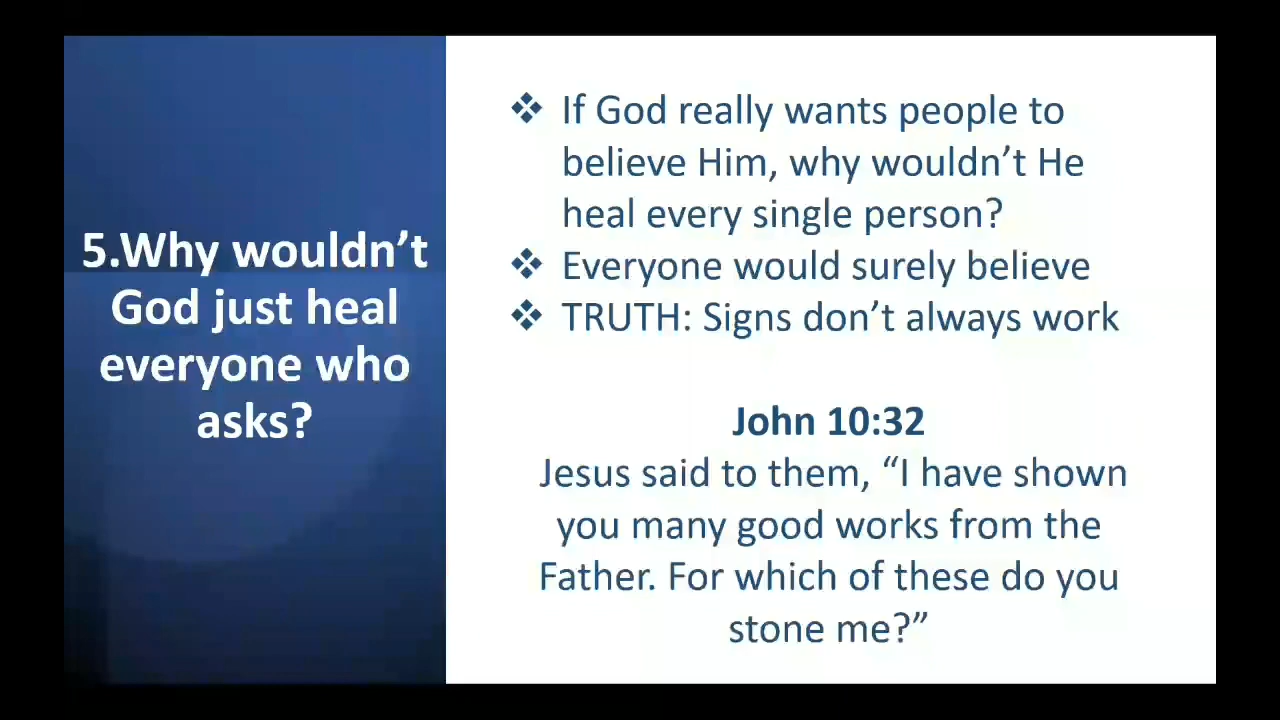 5.Why wouldn’t
God just heal
everyone who
asks?
❖ If God really wants people to
believe Him, why wouldn’t He
heal every single person?
❖ Everyone would surely believe
❖ TRUTH: Signs don’t always work
John 10:32
Jesus said to them, “I have shown
you many good works from the
Father. For which of these do you
stone me?”